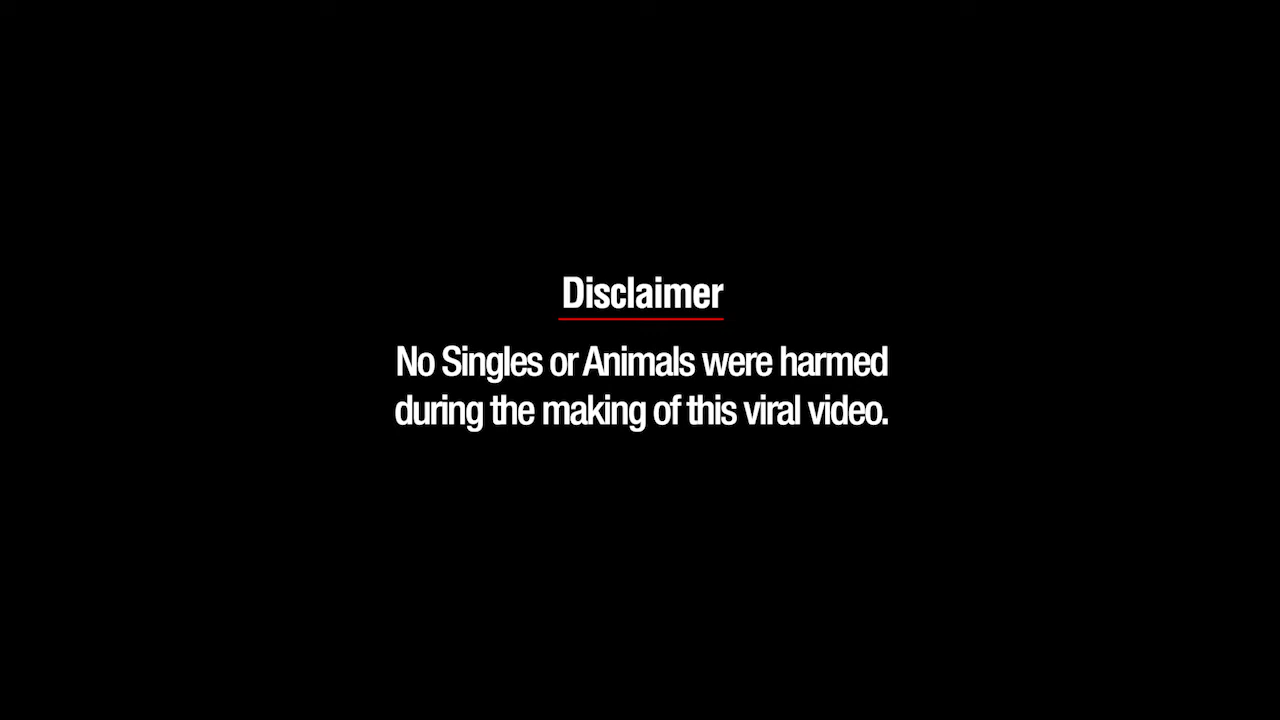 Disclaimer
No Singles or Animals were harmed
during the making of this viral video.